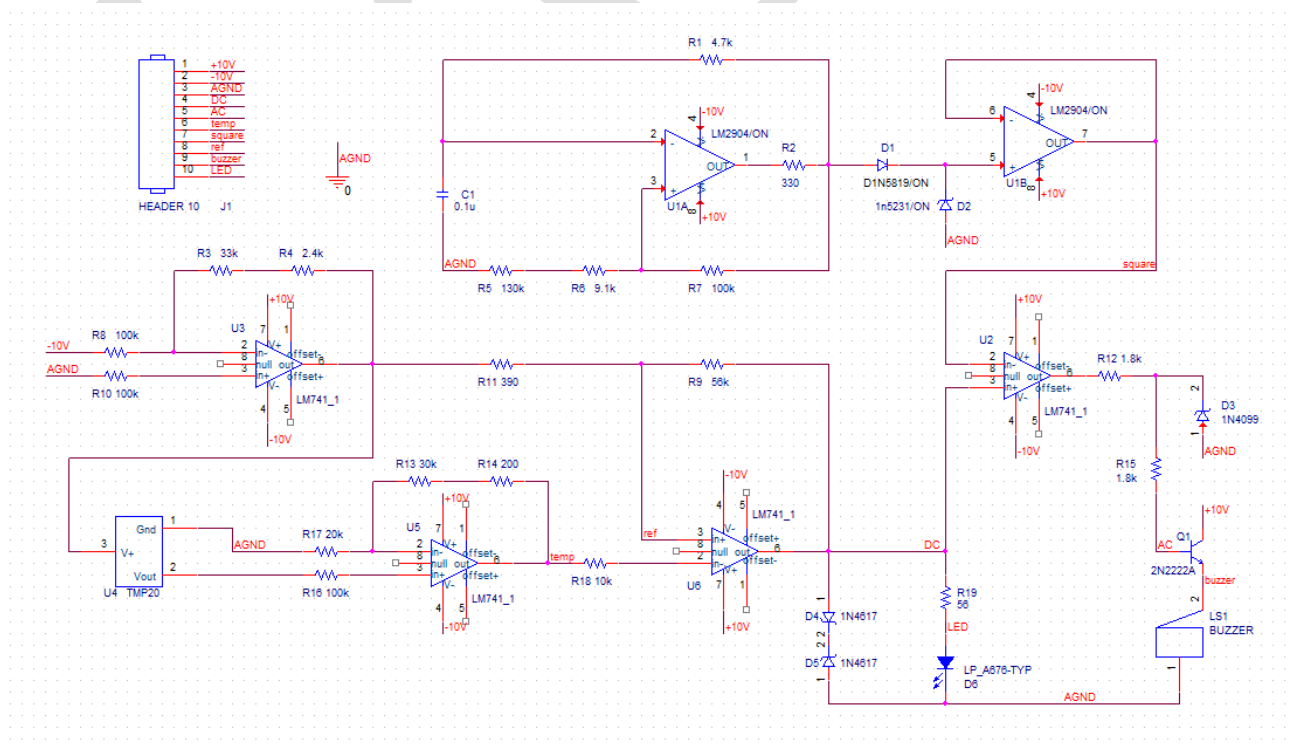 R1 4.7k
1 +10V
2 -10V
3 AGND
4 DC
5 AC
6 temp
7 square
8 ref
9 buzzer
10 LED
HEADER 10 J1
AGND
0
C1
0.1u
-10V
4
LM2904/ON
2
-
V-
OUT
1
3
+
U1A
8
V+
+10V
R2
330
D1
D1N5819/ON
1n5231/ON
D2
AGND
-10V
4
LM2904/ON
6
-
OUT
7
5
+
U1B
8
+10V
AGND
R5 130k
R6 9.1k
R7 100k
square
R3 33k
R4 2.4k
+10V
U3
7
1
R8 100k
-10V
AGND
R10 100k
2
8
3
V+
in-
null
in+
V-
out
offset-
offset+
6
LM741_1
4
5
-10V
R11 390
R9 56k
+10V
U2
7
1
2
8
3
V+
in-
null
in+
V-
out
offset-
offset+
6
LM741_1
4
5
-10V
R12 1.8k
2
D3
1N4099
1
AGND
R15
1.8k
R13 30k
R14 200
+10V
U5
7
1
3
V+
Gnd
1
Vout
2
U4 TMP20
AGND
R17 20k
R16 100k
2
8
3
V+
in-
null
in+
V-
out
offset-
offset+
6
LM741_1
4
5
-10V
temp
R18 10k
ref
-10V
4
5
LM741_1
3
8
2
V-
in+
null
in-
V+
out
offset+
offset-
6
U6
7
1
+10V
DC
R19
56
LED
LP_A676-TYP
D6
1
D4
1N4617
2
2
D5
1N4617
1
+10V
AC
Q1
2N2222A
buzzer
2
LS1
BUZZER
1
AGND